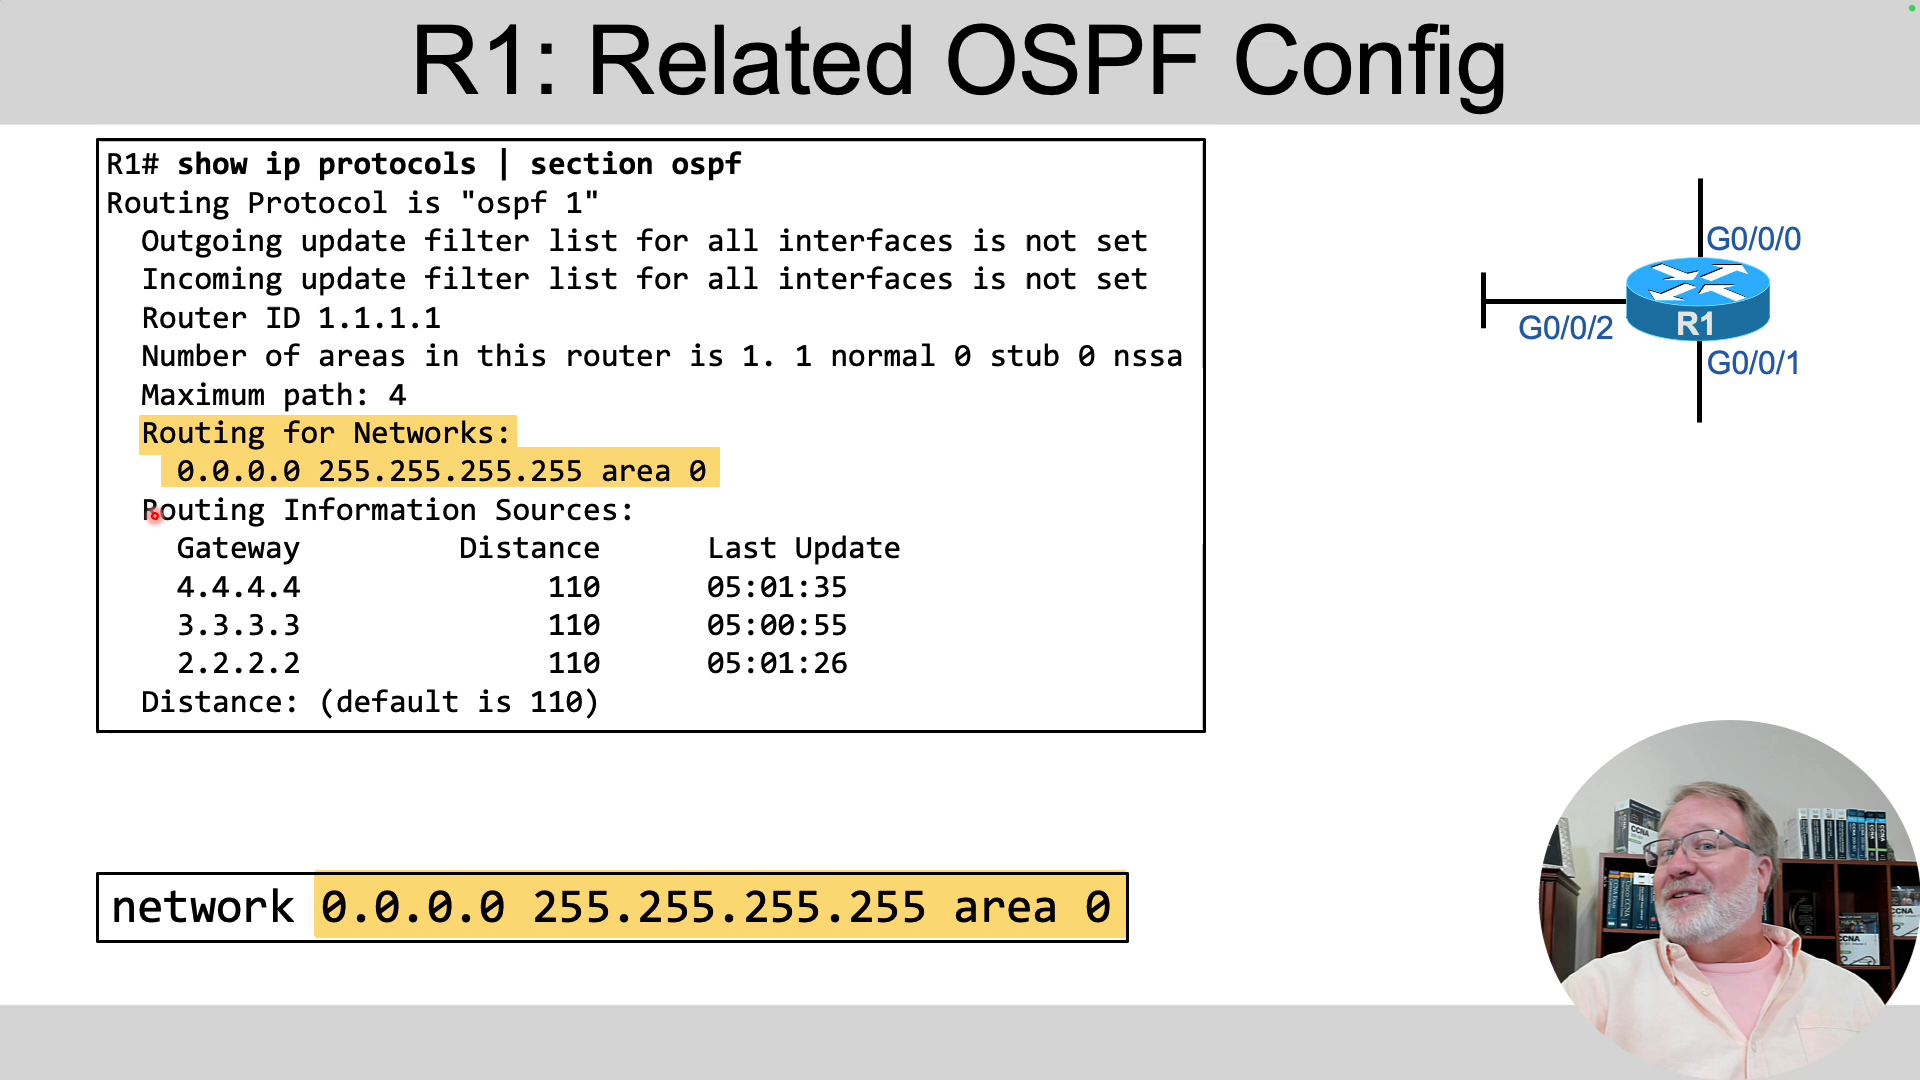 R1: Related OSPF Config
R1# show ip protocols | section ospf
Routing Protocol is "ospf 1"
Outgoing update filter list for all interfaces is not set
Incoming update filter list for all interfaces is not set
Router ID 1.1.1.1
Number of areas in this router is 1. 1 normal 0 stub 0 nssa
Maximum path: 4
Routing for Networks:
0.0.0.0 255.255.255.255 area 0
Routing Information Sources:
Gateway Distance Last Update
4.4.4.4 110 05:01:35
3.3.3.3 110 05:00:55
2.2.2.2 110 05:01:26
Distance: (default is 110)
G0/0/0
G0/0/2
R1
G0/0/1
network 0.0.0.0 255.255.255.255 area 0
CCNA
CCNA
CCNA